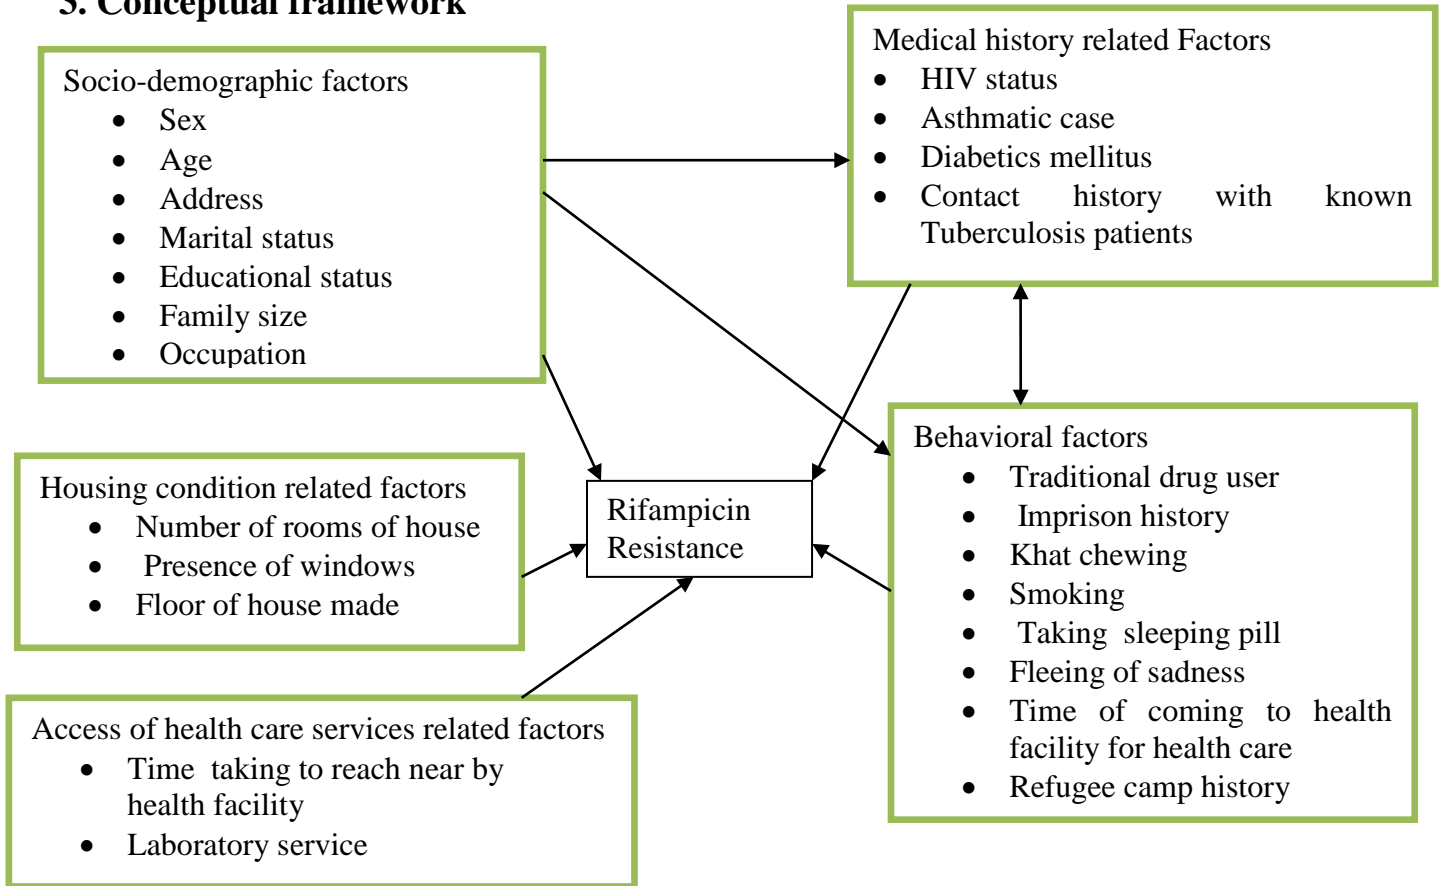 3. Conceptual framework
Socio-demographic factors
• Sex
• Age
• Address
• Marital status
• Educational status
• Family size
• Occupation
Medical history related Factors
• HIV status
• Asthmatic case
• Diabetics mellitus
• Contact history with known
Tuberculosis patients
Housing condition related factors
• Number of rooms of house
• Presence of windows
• Floor of house made
Rifampicin
Resistance
Behavioral factors
• Traditional drug user
• Imprison history
• Khat chewing
• Smoking
• Taking sleeping pill
• Fleeing of sadness
• Time of coming to health
facility for health care
• Refugee camp history
Access of health care services related factors
• Time taking to reach near by
health facility
• Laboratory service